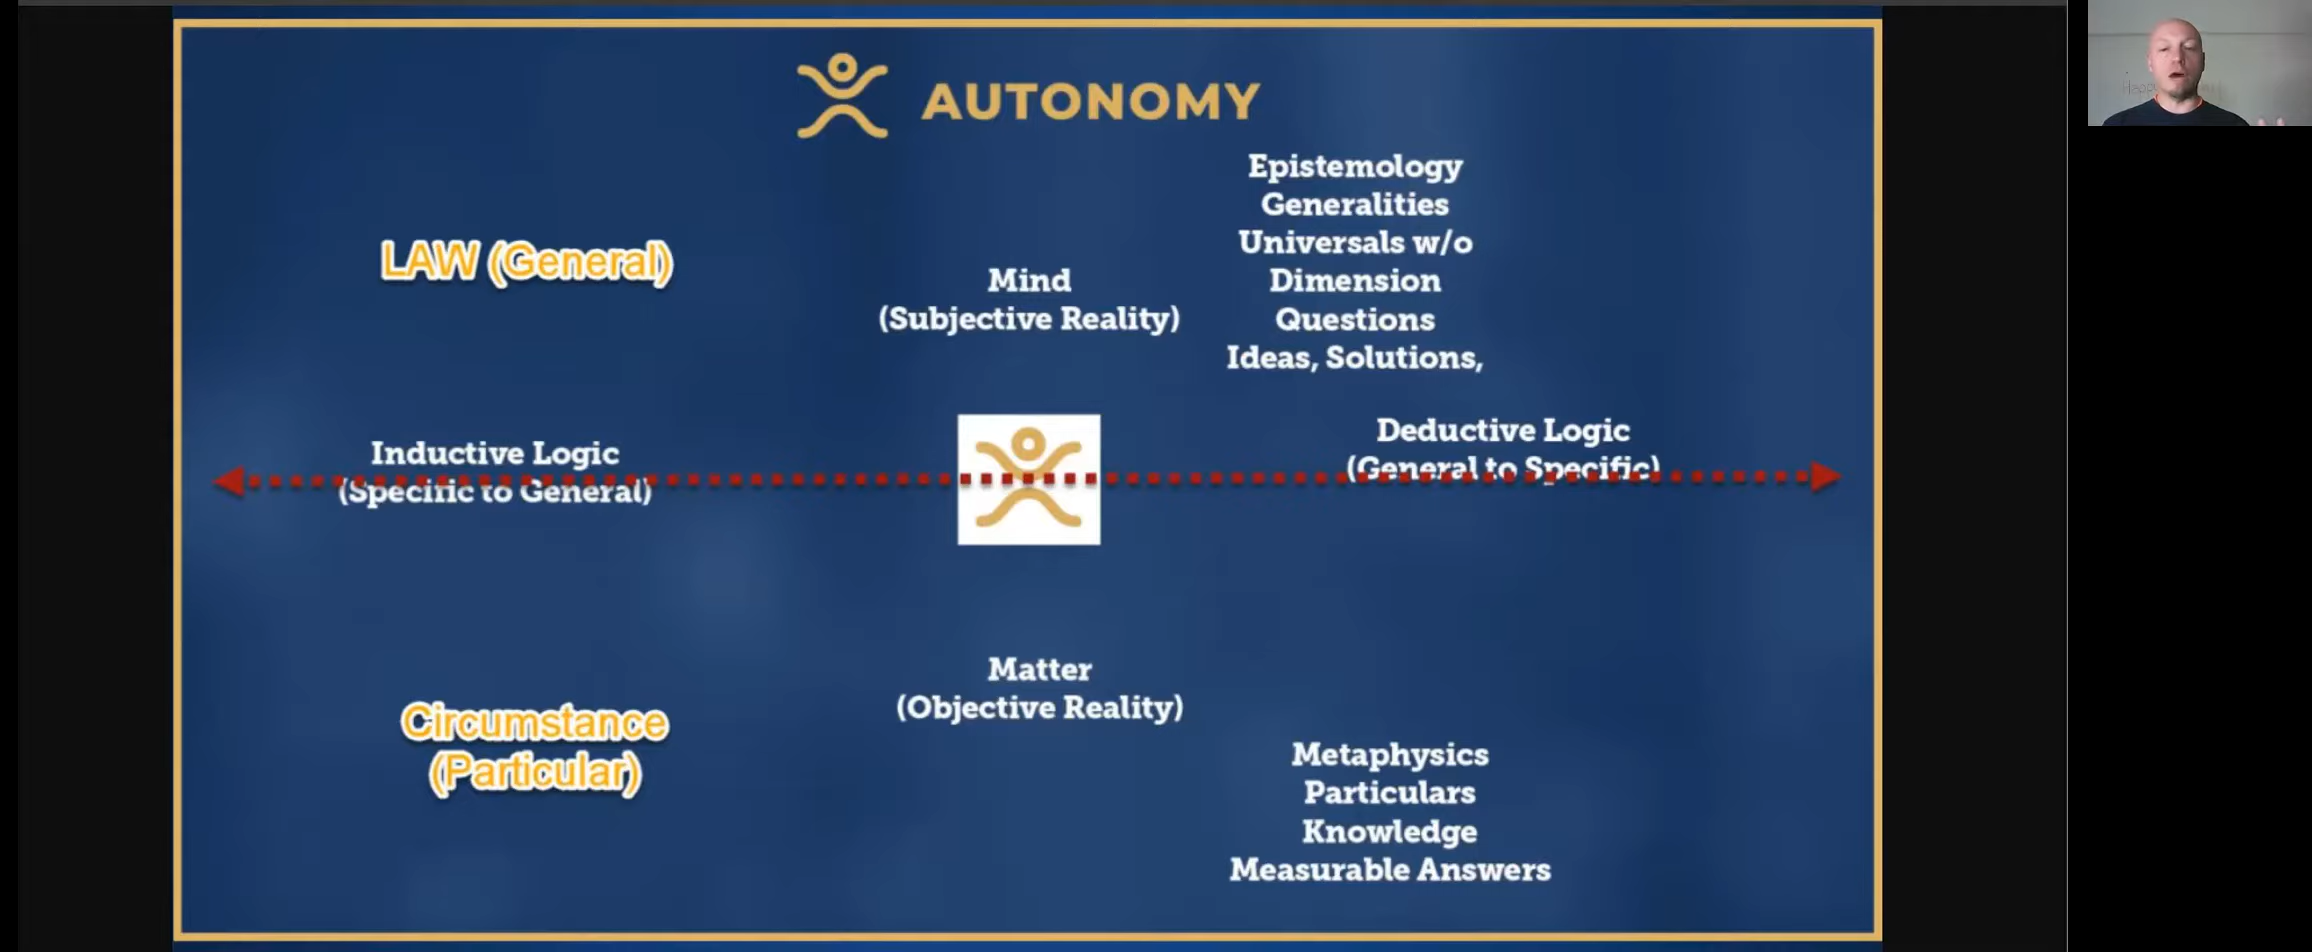 AUTONOMY
Epistemology
Generalities
Universals w/o
Dimension
Questions
Ideas, Solutions,
LAW (General)
Mind
(Subjective Reality)
Inductive Logic
(Specific to General)
Deductive Logic
(General to Specific)
Matter
(Objective Reality)
Circumstance
(Particular)
Metaphysics
Particulars
Knowledge
Measurable Answers